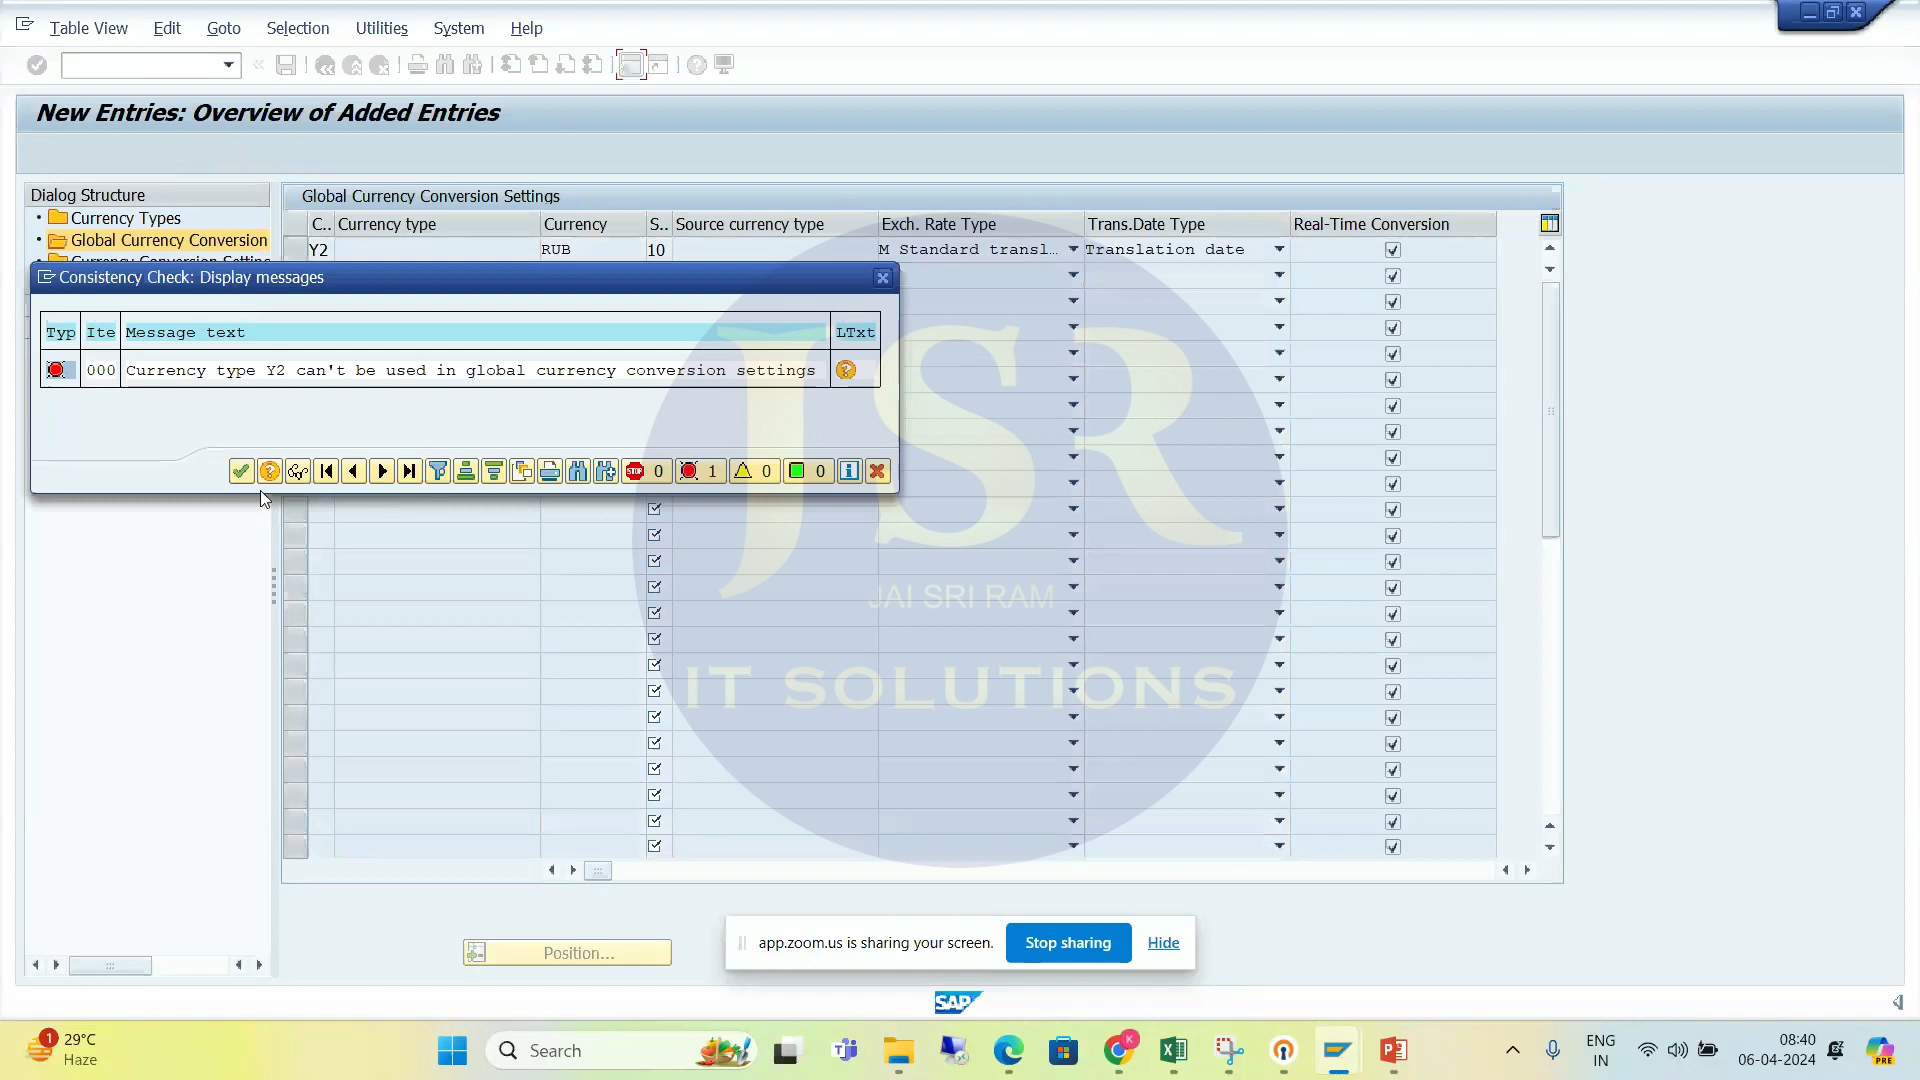 Table View Edit Goto Selection Utilities System Help
New Entries: Overview of Added Entries
Dialog Structure
Currency Types
Global Currency Conversion
Global Currency Conversion Settings
C.. Currency type Currency S.. Source currency type Exch. Rate Type Trans.Date Type Real-Time Conversion
Y2 RUB 10 M Standard transl... Translation date
Consistency Check: Display messages
Typ Ite Message text LTxt
000 Currency type Y2 can't be used in global currency conversion settings
STOP 0 1 0 0
JSR
JAI SRI RAM
IT SOLUTIONS
Position...
app.zoom.us is sharing your screen. Stop sharing Hide
SAP
1 29°C
Haze
Search
K
ENG
IN
08:40
06-04-2024
PRE